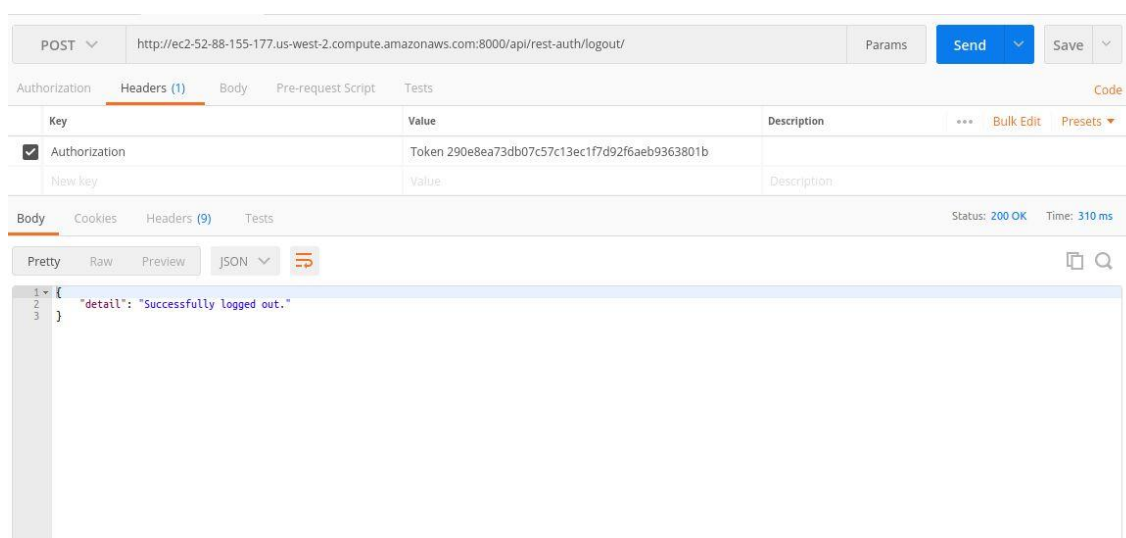 POST http://ec2-52-88-155-177.us-west-2.compute.amazonaws.com:8000/api/rest-auth/logout/ Params Send Save
Authorization Headers (1) Body Pre-request Script Tests Code
Key Value Description ••• Bulk Edit Presets
Authorization Token 290e8ea73db07c57c13ec1f7d92f6aeb9363801b
New key Value Description
Body Cookies Headers (9) Tests Status: 200 OK Time: 310 ms
Pretty Raw Preview JSON
1 {
2 "detail": "Successfully logged out."
3 }